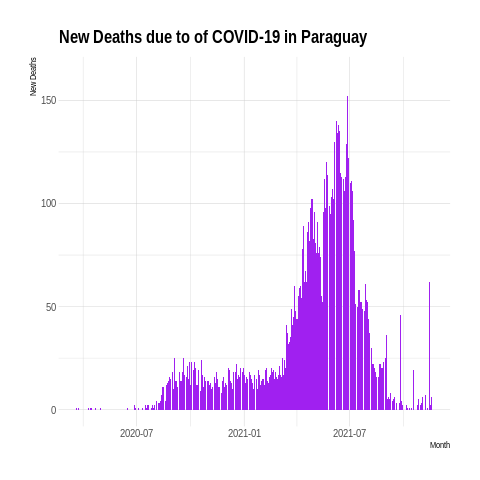 New Deaths due to of COVID-19 in Paraguay
New Deaths
150
100
50
0
2020-07
2021-01
2021-07
Month